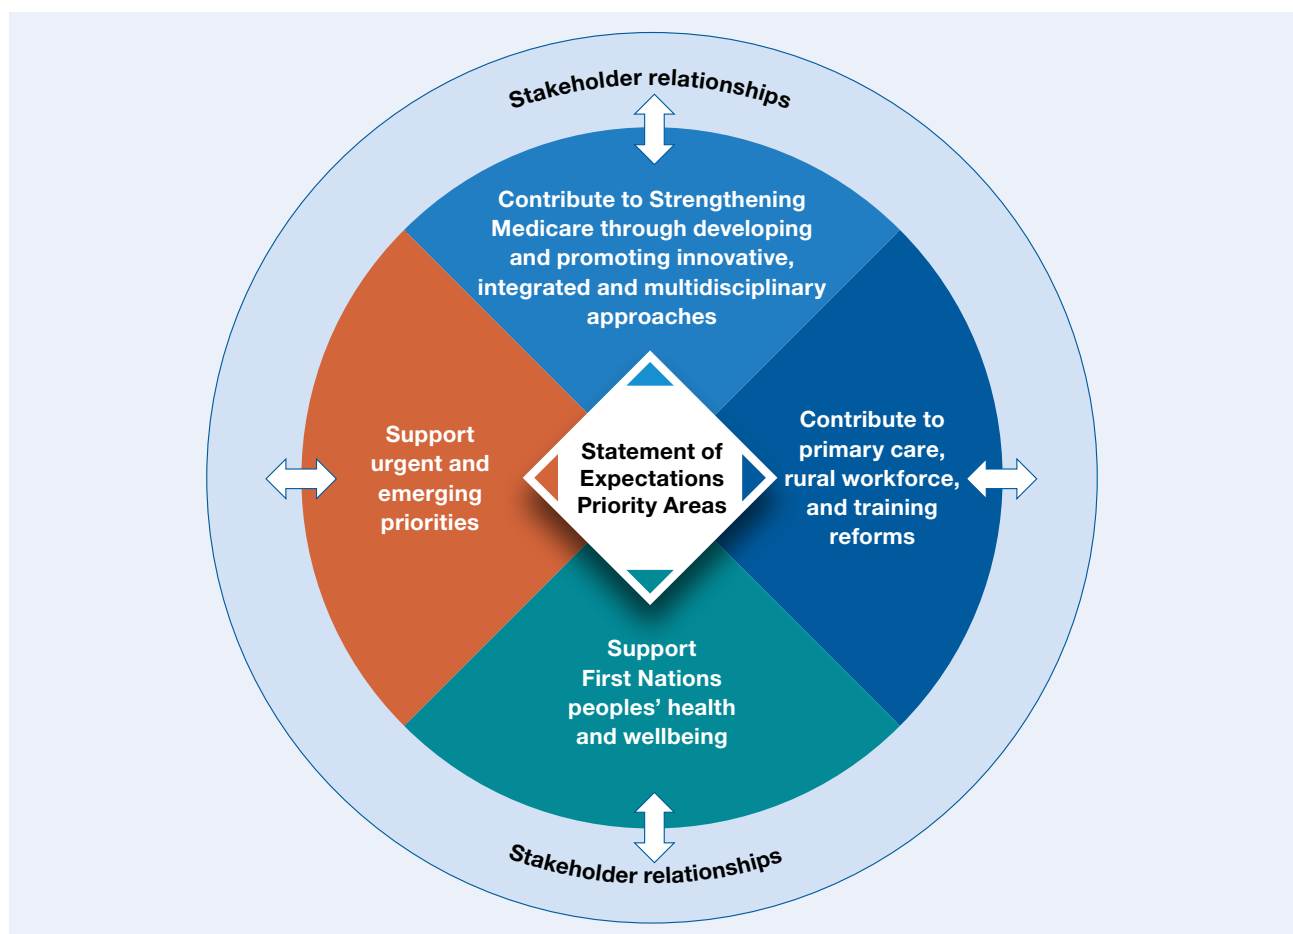 Stakeholder relationships
Contribute to Strengthening
Medicare through developing
and promoting innovative,
integrated and multidisciplinary
approaches
Support
urgent and
emerging
priorities
Statement of
Expectations
Priority Areas
Contribute to
primary care,
rural workforce,
and training
reforms
Support
First Nations
peoples’ health
and wellbeing
Stakeholder relationships